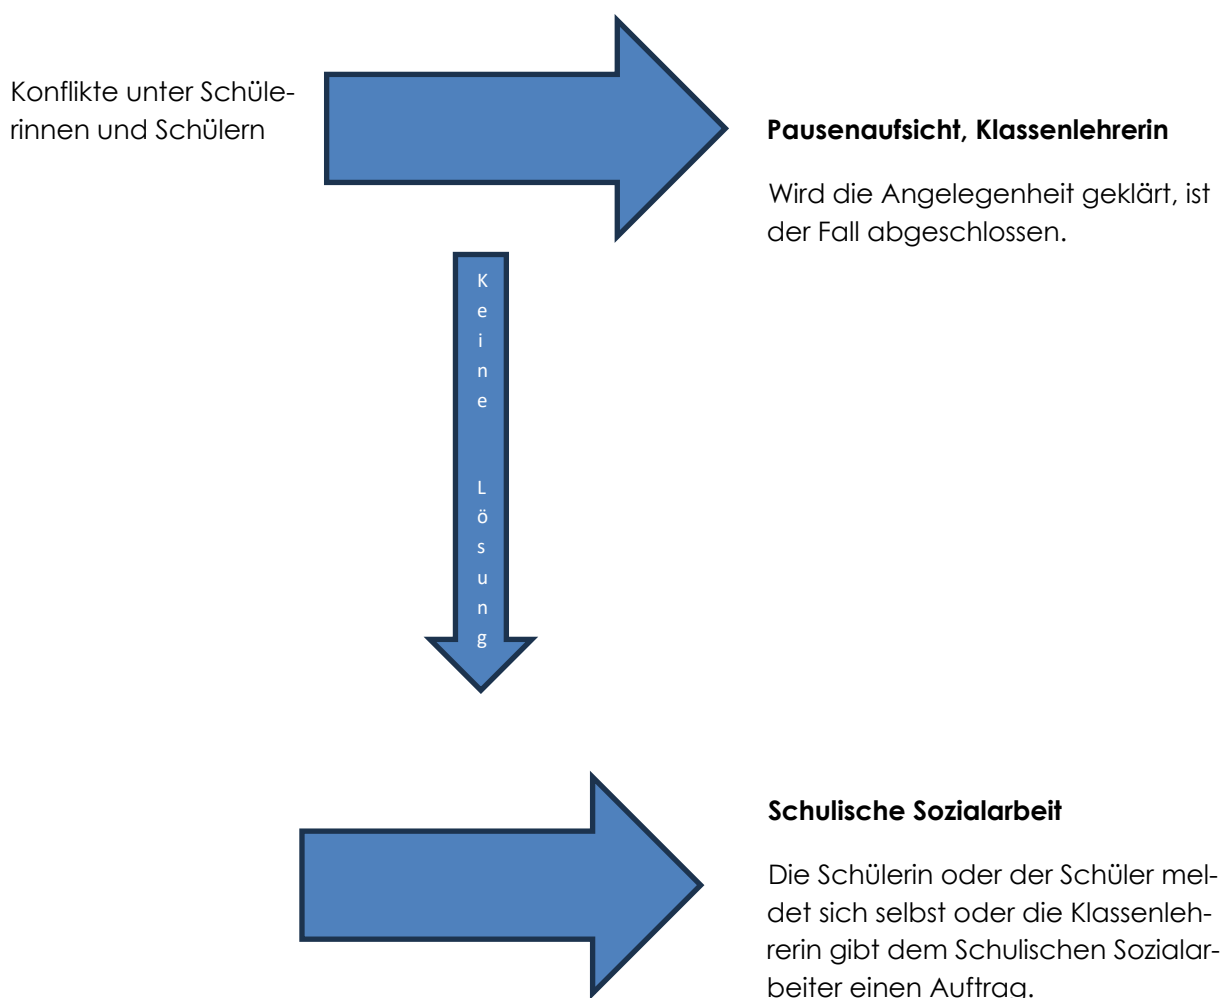 Konflikte unter Schüle-
rinnen und Schülern
Pausenaufsicht, Klassenlehrerin
Wird die Angelegenheit geklärt, ist
der Fall abgeschlossen.
Keine Lösung
Schulische Sozialarbeit
Die Schülerin oder der Schüler mel-
det sich selbst oder die Klassenleh-
rerin gibt dem Schulischen Sozialar-
beiter einen Auftrag.